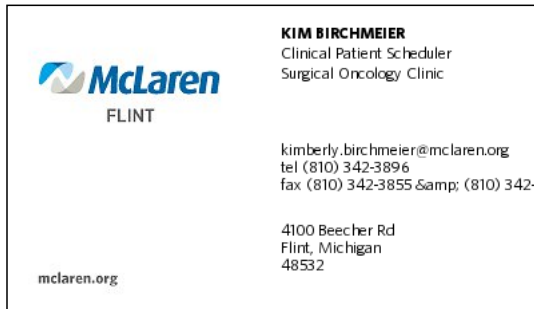 McLaren
FLINT
mclaren.org
KIM BIRCHMEIER
Clinical Patient Scheduler
Surgical Oncology Clinic
kimberly.birchmeier@mclaren.org
tel (810) 342-3896
fax (810) 342-3855 &amp; (810) 342-
4100 Beecher Rd
Flint, Michigan
48532